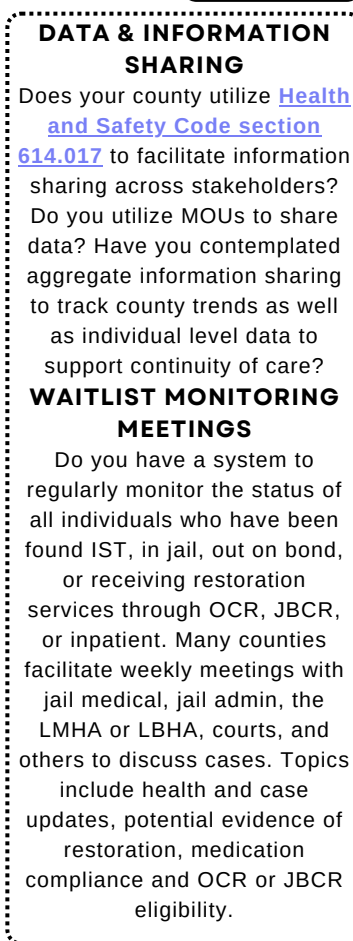 DATA & INFORMATION
SHARING
Does your county utilize Health
and Safety Code section
614.017 to facilitate information
sharing across stakeholders?
Do you utilize MOUs to share
data? Have you contemplated
aggregate information sharing
to track county trends as well
as individual level data to
support continuity of care?
WAITLIST MONITORING
MEETINGS
Do you have a system to
regularly monitor the status of
all individuals who have been
found IST, in jail, out on bond,
or receiving restoration
services through OCR, JBCR,
or inpatient. Many counties
facilitate weekly meetings with
jail medical, jail admin, the
LMHA or LBHA, courts, and
others to discuss cases. Topics
include health and case
updates, potential evidence of
restoration, medication
compliance and OCR or JBCR
eligibility.